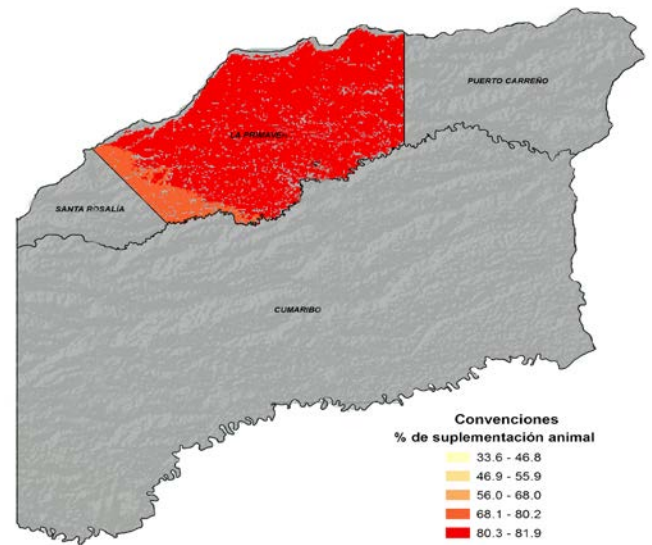 PUERTO CARREÑO
LA PRIMAVERA
SANTA ROSALÍA
CUMARIBO
Convenciones
% de suplementación animal
33.6 - 46.8
46.9 - 55.9
56.0 - 68.0
68.1 - 80.2
80.3 - 81.9